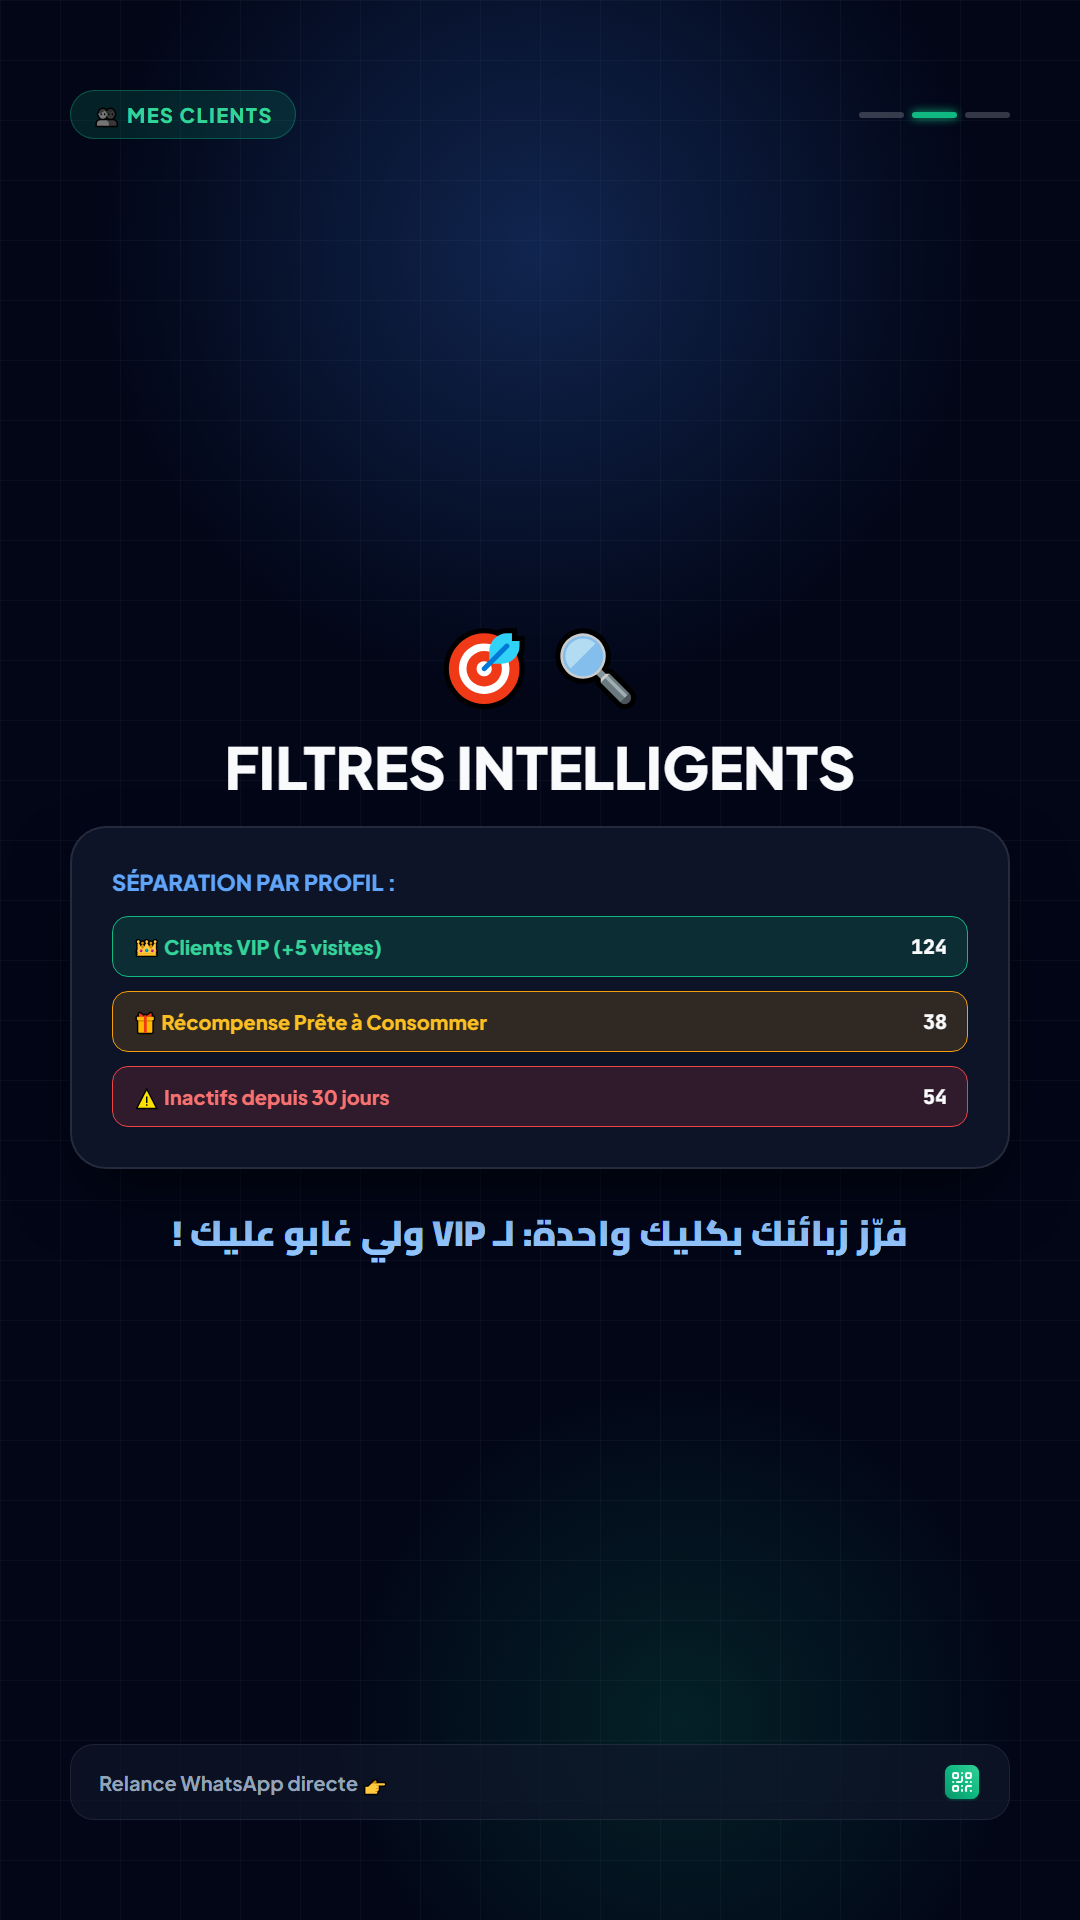 👥 MES CLIENTS
🎯 🔍
FILTRES INTELLIGENTS
SÉPARATION PAR PROFIL :
👑 Clients VIP (+5 visites) 124
🎁 Récompense Prête à Consommer 38
⚠️ Inactifs depuis 30 jours 54
فرّز زبائنك بكليك واحدة: لـ VIP ولي غابو عليك !
Relance WhatsApp directe 👉